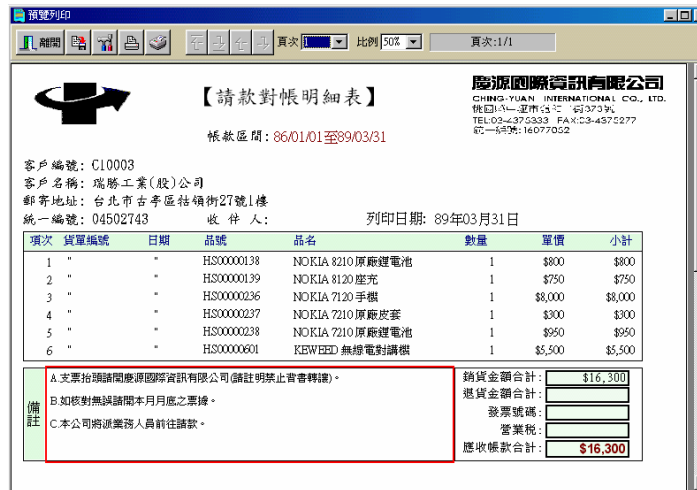 預覽列印
離開 頁次 1 比例 50% 頁次:1/1
【請款對帳明細表】
慶源國際資訊有限公司
CHING-YUAN INTERNATIONAL CO., LTD.
TEL:03-4375333 FAX:03-4375277
統一編號:16077052
帳款區間: 86/01/01至89/03/31
客戶編號: C10003
客戶名稱: 瑞勝工業(股)公司
郵寄地址: 台北市古亭區牯嶺街27號1樓
統一編號: 04502743 收 件 人: 列印日期: 89年03月31日
項次 貨單編號 日期 品號 品名 數量 單價 小計
1 " " HS00000138 NOKIA 8210 原廠鋰電池 1 $800 $800
2 " " HS00000139 NOKIA 8120 座充 1 $750 $750
3 " " HS00000236 NOKIA 7120 手機 1 $8,000 $8,000
4 " " HS00000237 NOKIA 7210 原廠皮套 1 $300 $300
5 " " HS00000238 NOKIA 7210 原廠鋰電池 1 $950 $950
6 " " HS00000601 KEWEED 無線電對講機 1 $5,500 $5,500
備註
A.支票抬頭請開慶源國際資訊有限公司(請註明禁止背書轉讓)。
B.如核對無誤請開本月月底之票據。
C.本公司將派業務人員前往請款。
銷貨金額合計: $16,300
退貨金額合計:
發票號碼:
營業稅:
應收帳款合計: $16,300